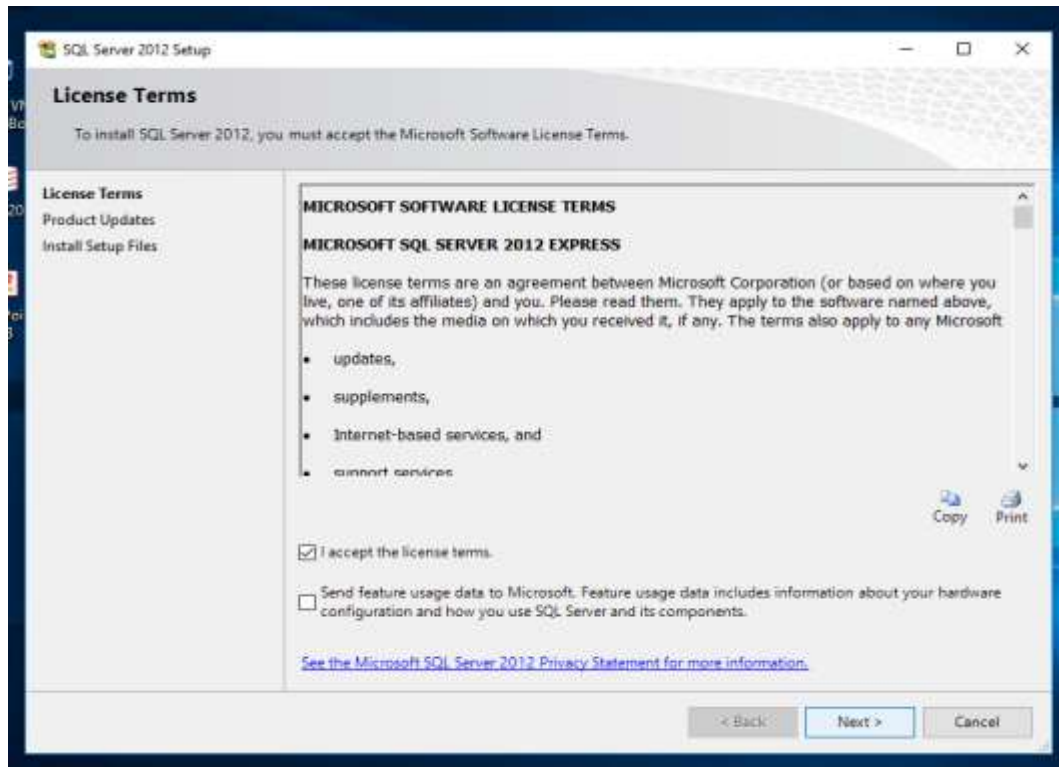 SQL Server 2012 Setup
License Terms
To install SQL Server 2012, you must accept the Microsoft Software License Terms.
License Terms
Product Updates
Install Setup Files
MICROSOFT SOFTWARE LICENSE TERMS
MICROSOFT SQL SERVER 2012 EXPRESS
These license terms are an agreement between Microsoft Corporation (or based on where you
live, one of its affiliates) and you. Please read them. They apply to the software named above,
which includes the media on which you received it, if any. The terms also apply to any Microsoft
• updates,
• supplements,
• Internet-based services, and
• support services
Copy Print
I accept the license terms.
Send feature usage data to Microsoft. Feature usage data includes information about your hardware
configuration and how you use SQL Server and its components.
See the Microsoft SQL Server 2012 Privacy Statement for more information.
< Back Next > Cancel